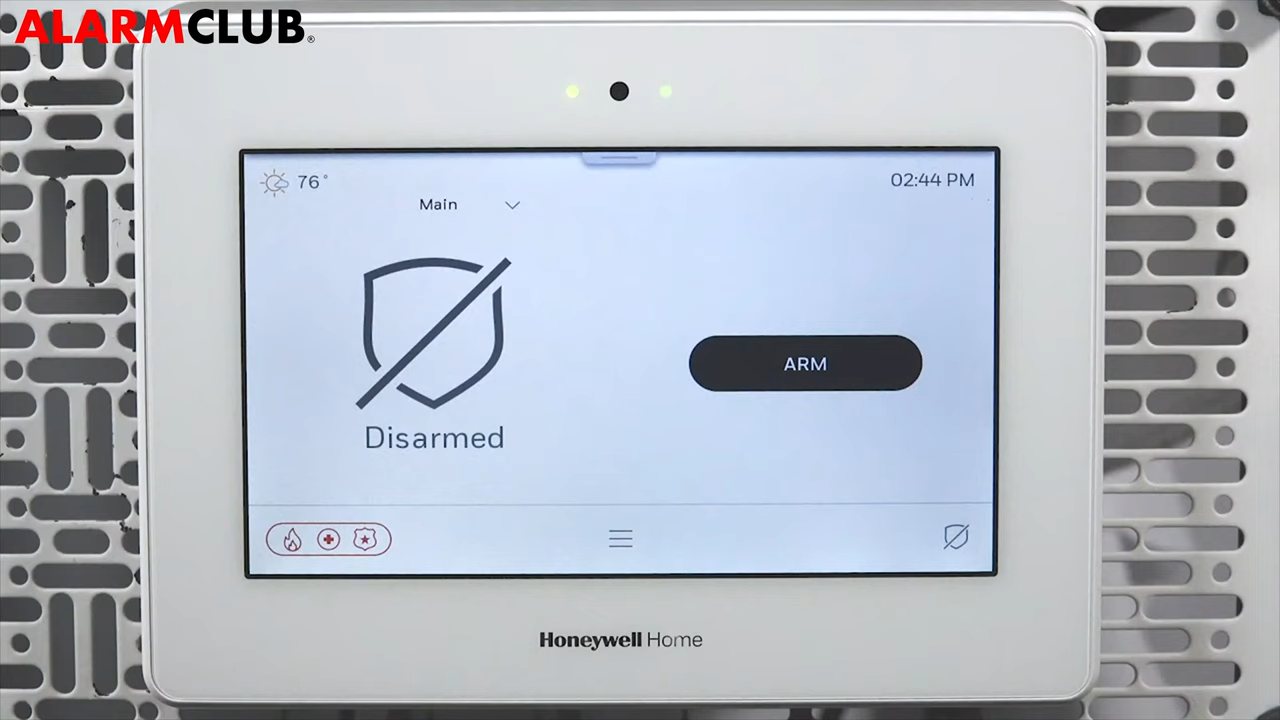 ALARMCLUB®
76°
02:44 PM
Main
ARM
Disarmed
Honeywell Home